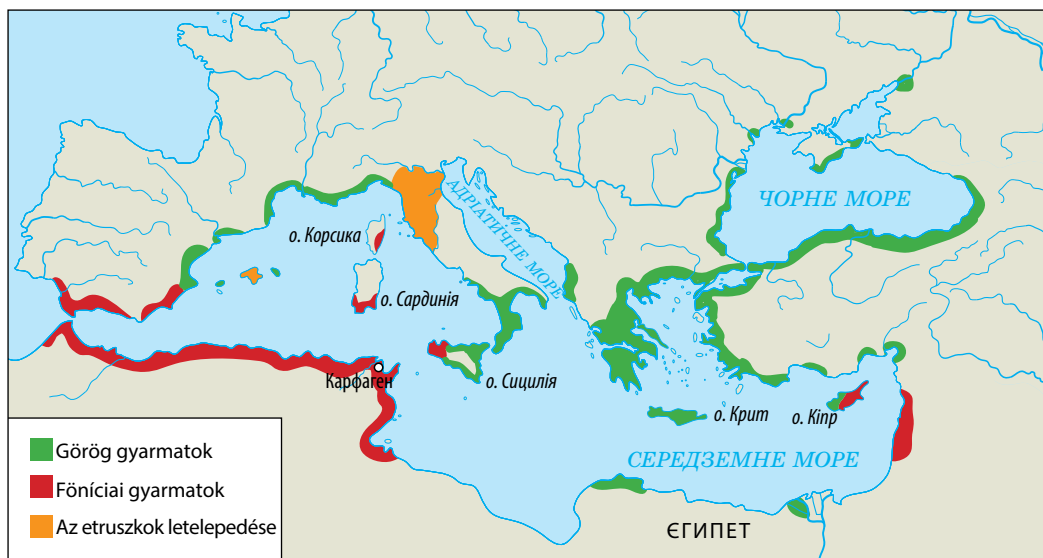 ЧОРНЕ МОРЕ
АДРІАТИЧНЕ МОРЕ
о. Корсика
о. Сардинія
Карфаген
о. Сицилія
о. Крит
о. Кіпр
СЕРЕДЗЕМНЕ МОРЕ
ЄГИПЕТ
Görög gyarmatok
Föníciai gyarmatok
Az etruszkok letelepedése